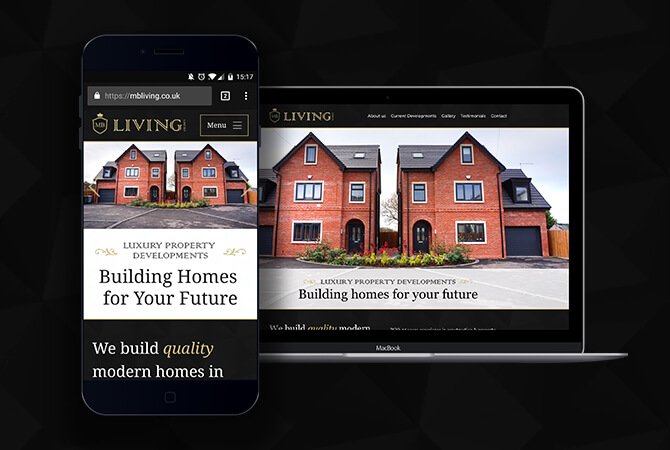 15:17
https://mbliving.co.uk
2
MB
LIVING
Menu
LUXURY PROPERTY
DEVELOPMENTS
Building Homes
for Your Future
We build quality
modern homes in
MB
LIVING
About us Current Developments Gallery Testimonials Contact
LUXURY PROPERTY DEVELOPMENTS
Building homes for your future
We build quality modern
MacBook